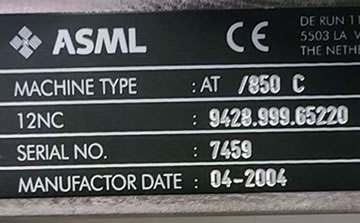 ASML
CE
DE RUN 11
5503 LA V
THE NETHE
MACHINE TYPE : AT /850 C
12NC : 9428.999.65220
SERIAL NO. : 7459
MANUFACTOR DATE : 04-2004